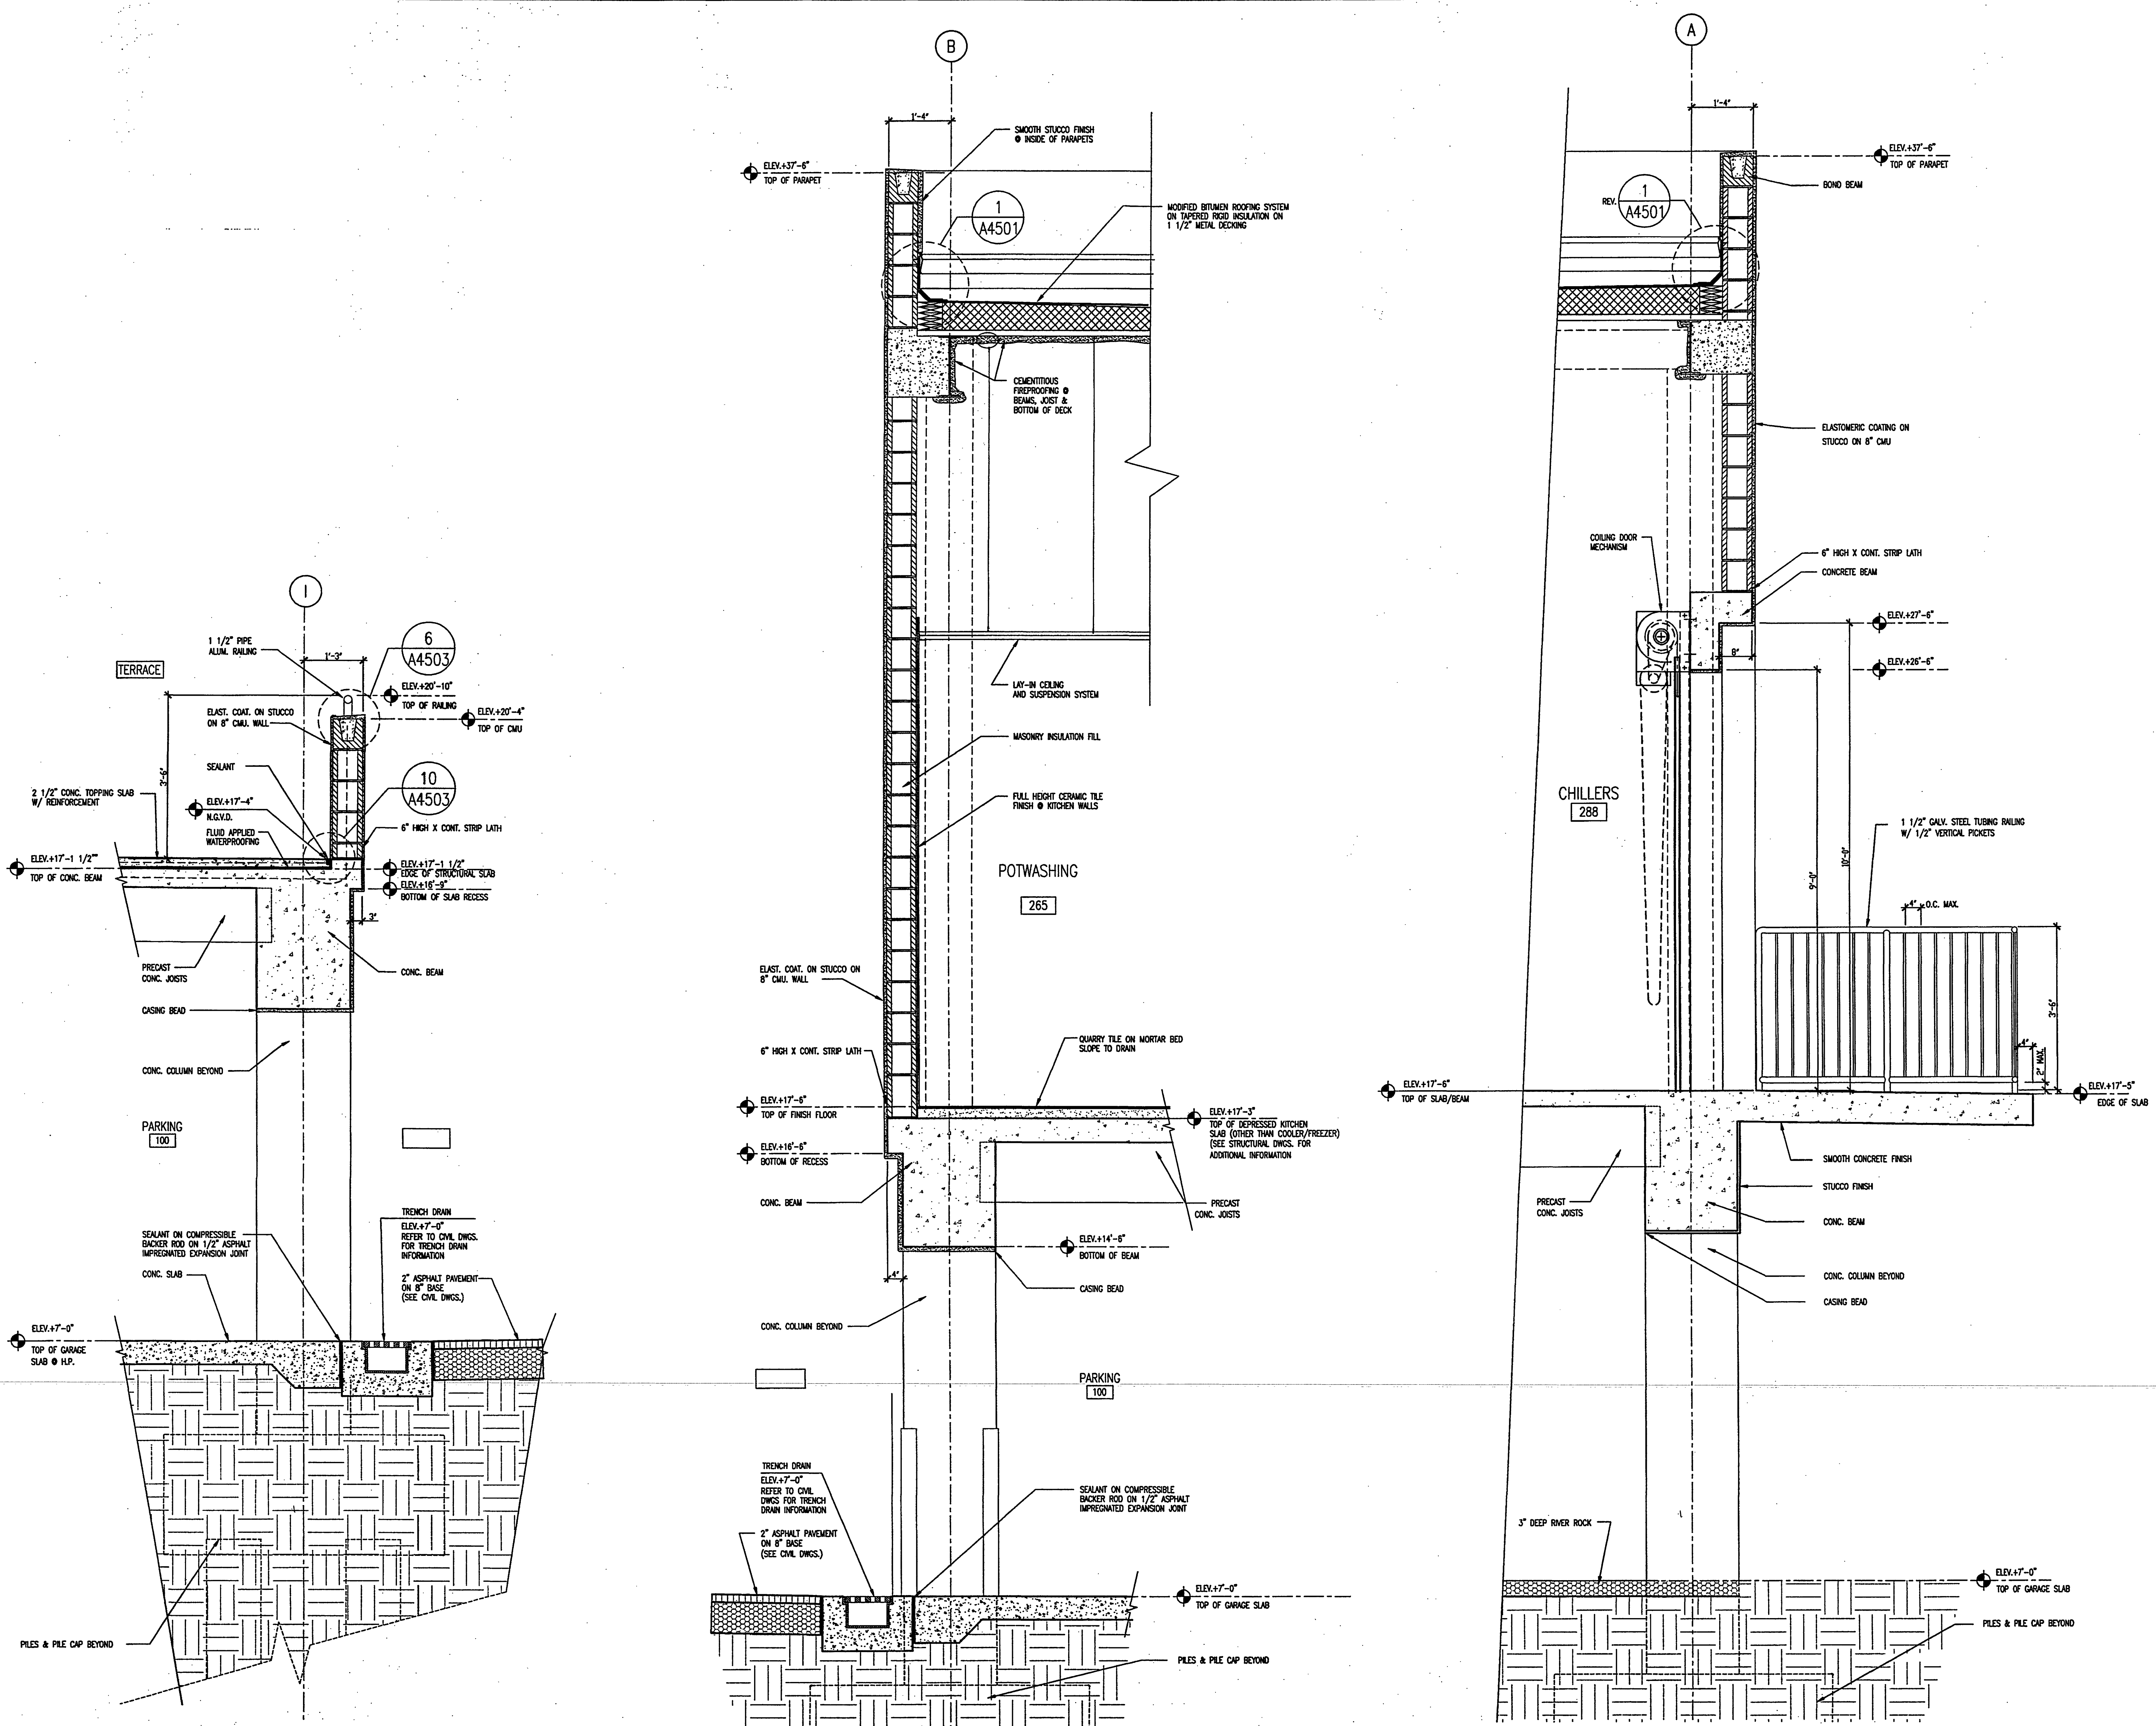 I
1 1/2" PIPE
ALUM. RAILING
1'-3"
6
A4503
TERRACE
ELEV.+20'-10"
TOP OF RAILING
ELAST. COAT. ON STUCCO
ON 8" CMU. WALL
ELEV.+20'-4"
TOP OF CMU
3'-6"
SEALANT
10
A4503
2 1/2" CONC. TOPPING SLAB
W/ REINFORCEMENT
ELEV.+17'-4"
N.G.V.D.
FLUID APPLIED
WATERPROOFING
6" HIGH X CONT. STRIP LATH
ELEV.+17'-1 1/2""
TOP OF CONC. BEAM
ELEV.+17'-1 1/2"
EDGE OF STRUCTURAL SLAB
ELEV.+16'-9"
BOTTOM OF SLAB RECESS
3"
PRECAST
CONC. JOISTS
CONC. BEAM
CASING BEAD
CONC. COLUMN BEYOND
PARKING
100
TRENCH DRAIN
ELEV.+7'-0"
REFER TO CIVIL DWGS.
FOR TRENCH DRAIN
INFORMATION
SEALANT ON COMPRESSIBLE
BACKER ROD ON 1/2" ASPHALT
IMPREGNATED EXPANSION JOINT
CONC. SLAB
2" ASPHALT PAVEMENT
ON 8" BASE
(SEE CIVIL DWGS.)
ELEV.+7'-0"
TOP OF GARAGE
SLAB @ H.P.
PILES & PILE CAP BEYOND
B
1'-4"
SMOOTH STUCCO FINISH
@ INSIDE OF PARAPETS
ELEV.+37'-6"
TOP OF PARAPET
1
A4501
MODIFIED BITUMEN ROOFING SYSTEM
ON TAPERED RIGID INSULATION ON
1 1/2" METAL DECKING
CEMENTITIOUS
FIREPROOFING @
BEAMS, JOIST &
BOTTOM OF DECK
LAY-IN CEILING
AND SUSPENSION SYSTEM
MASONRY INSULATION FILL
FULL HEIGHT CERAMIC TILE
FINISH @ KITCHEN WALLS
POTWASHING
265
ELAST. COAT. ON STUCCO ON
8" CMU. WALL
6" HIGH X CONT. STRIP LATH
QUARRY TILE ON MORTAR BED
SLOPE TO DRAIN
ELEV.+17'-6"
TOP OF FINISH FLOOR
ELEV.+17'-3"
TOP OF DEPRESSED KITCHEN
SLAB (OTHER THAN COOLER/FREEZER)
(SEE STRUCTURAL DWGS. FOR
ADDITIONAL INFORMATION
ELEV.+16'-6"
BOTTOM OF RECESS
CONC. BEAM
PRECAST
CONC. JOISTS
ELEV.+14'-6"
BOTTOM OF BEAM
4"
CASING BEAD
CONC. COLUMN BEYOND
PARKING
100
TRENCH DRAIN
ELEV.+7'-0"
REFER TO CIVIL
DWGS FOR TRENCH
DRAIN INFORMATION
SEALANT ON COMPRESSIBLE
BACKER ROD ON 1/2" ASPHALT
IMPREGNATED EXPANSION JOINT
2" ASPHALT PAVEMENT
ON 8" BASE
(SEE CIVIL DWGS.)
ELEV.+7'-0"
TOP OF GARAGE SLAB
PILES & PILE CAP BEYOND
A
1'-4"
ELEV.+37'-6"
TOP OF PARAPET
BOND BEAM
REV.
1
A4501
ELASTOMERIC COATING ON
STUCCO ON 8" CMU
COILING DOOR
MECHANISM
6" HIGH X CONT. STRIP LATH
CONCRETE BEAM
ELEV.+27'-6"
8"
ELEV.+26'-6"
CHILLERS
288
1 1/2" GALV. STEEL TUBING RAILING
W/ 1/2" VERTICAL PICKETS
9'-0"
10'-0"
4" O.C. MAX.
3'-6"
4"
2" MAX.
ELEV.+17'-6"
TOP OF SLAB/BEAM
ELEV.+17'-5"
EDGE OF SLAB
SMOOTH CONCRETE FINISH
STUCCO FINISH
PRECAST
CONC. JOISTS
CONC. BEAM
CONC. COLUMN BEYOND
CASING BEAD
3" DEEP RIVER ROCK
ELEV.+7'-0"
TOP OF GARAGE SLAB
PILES & PILE CAP BEYOND